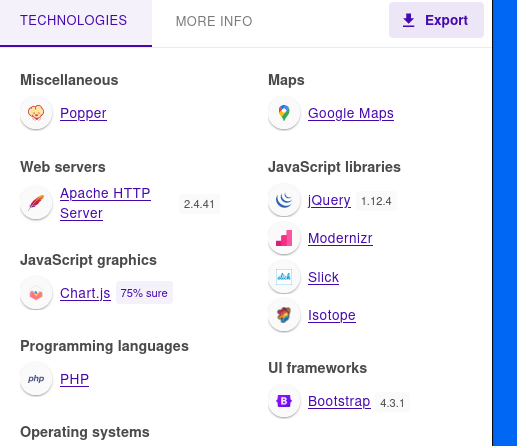 TECHNOLOGIES
MORE INFO
Export
Miscellaneous
Popper
Web servers
Apache HTTP
Server
2.4.41
JavaScript graphics
Chart.js
75% sure
Programming languages
php
PHP
Operating systems
Maps
Google Maps
JavaScript libraries
jQuery
1.12.4
Modernizr
slick
Slick
Isotope
UI frameworks
B
Bootstrap
4.3.1